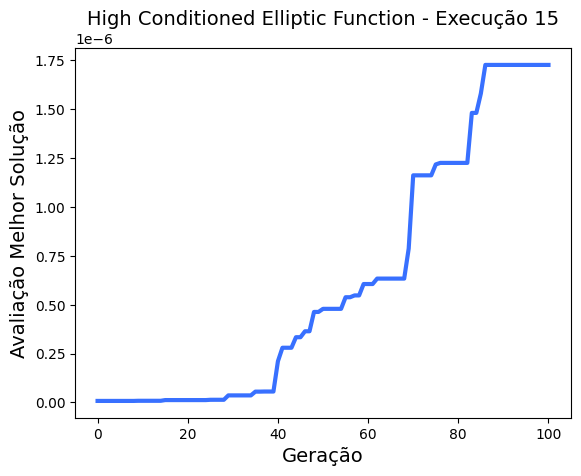 High Conditioned Elliptic Function - Execução 15
1e−6
1.75
1.50
1.25
1.00
0.75
0.50
0.25
0.00
Avaliação Melhor Solução
0 20 40 60 80 100
Geração